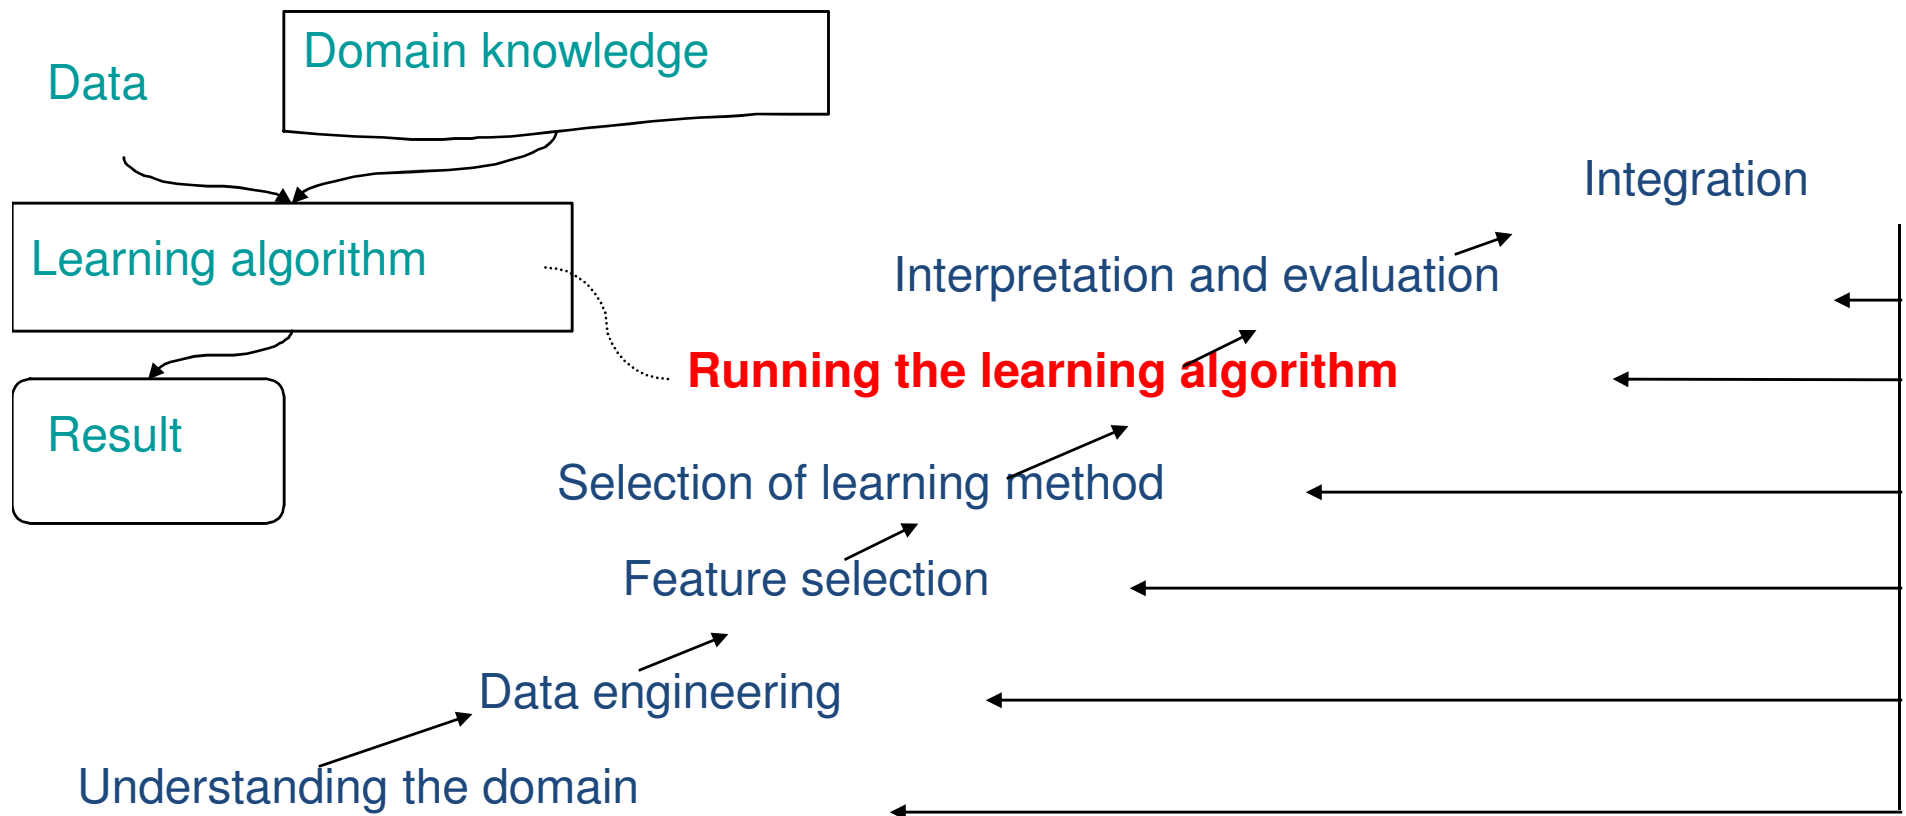 Domain knowledge
Data
Integration
Learning algorithm
Interpretation and evaluation
Running the learning algorithm
Result
Selection of learning method
Feature selection
Data engineering
Understanding the domain